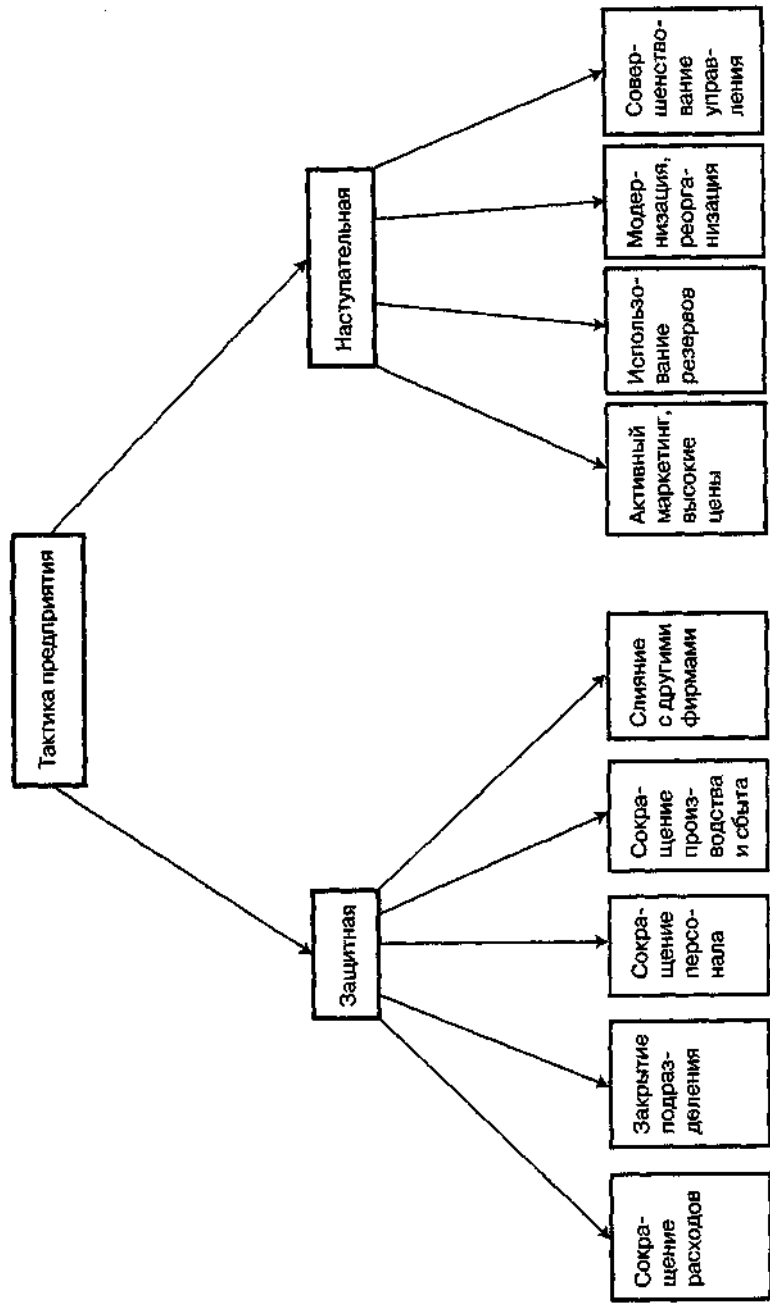 Тактика предприятия
Защитная
Наступательная
Сокра-
щение
расходов
Закрытие
подраз-
деления
Сокра-
щение
персо-
нала
Сокра-
щение
произ-
водства
и сбыта
Слияние
с другими
фирмами
Активный
маркетинг,
высокие
цены
Использо-
вание
резервов
Модер-
низация,
реорга-
низация
Совер-
шенство-
вание
управ-
ления